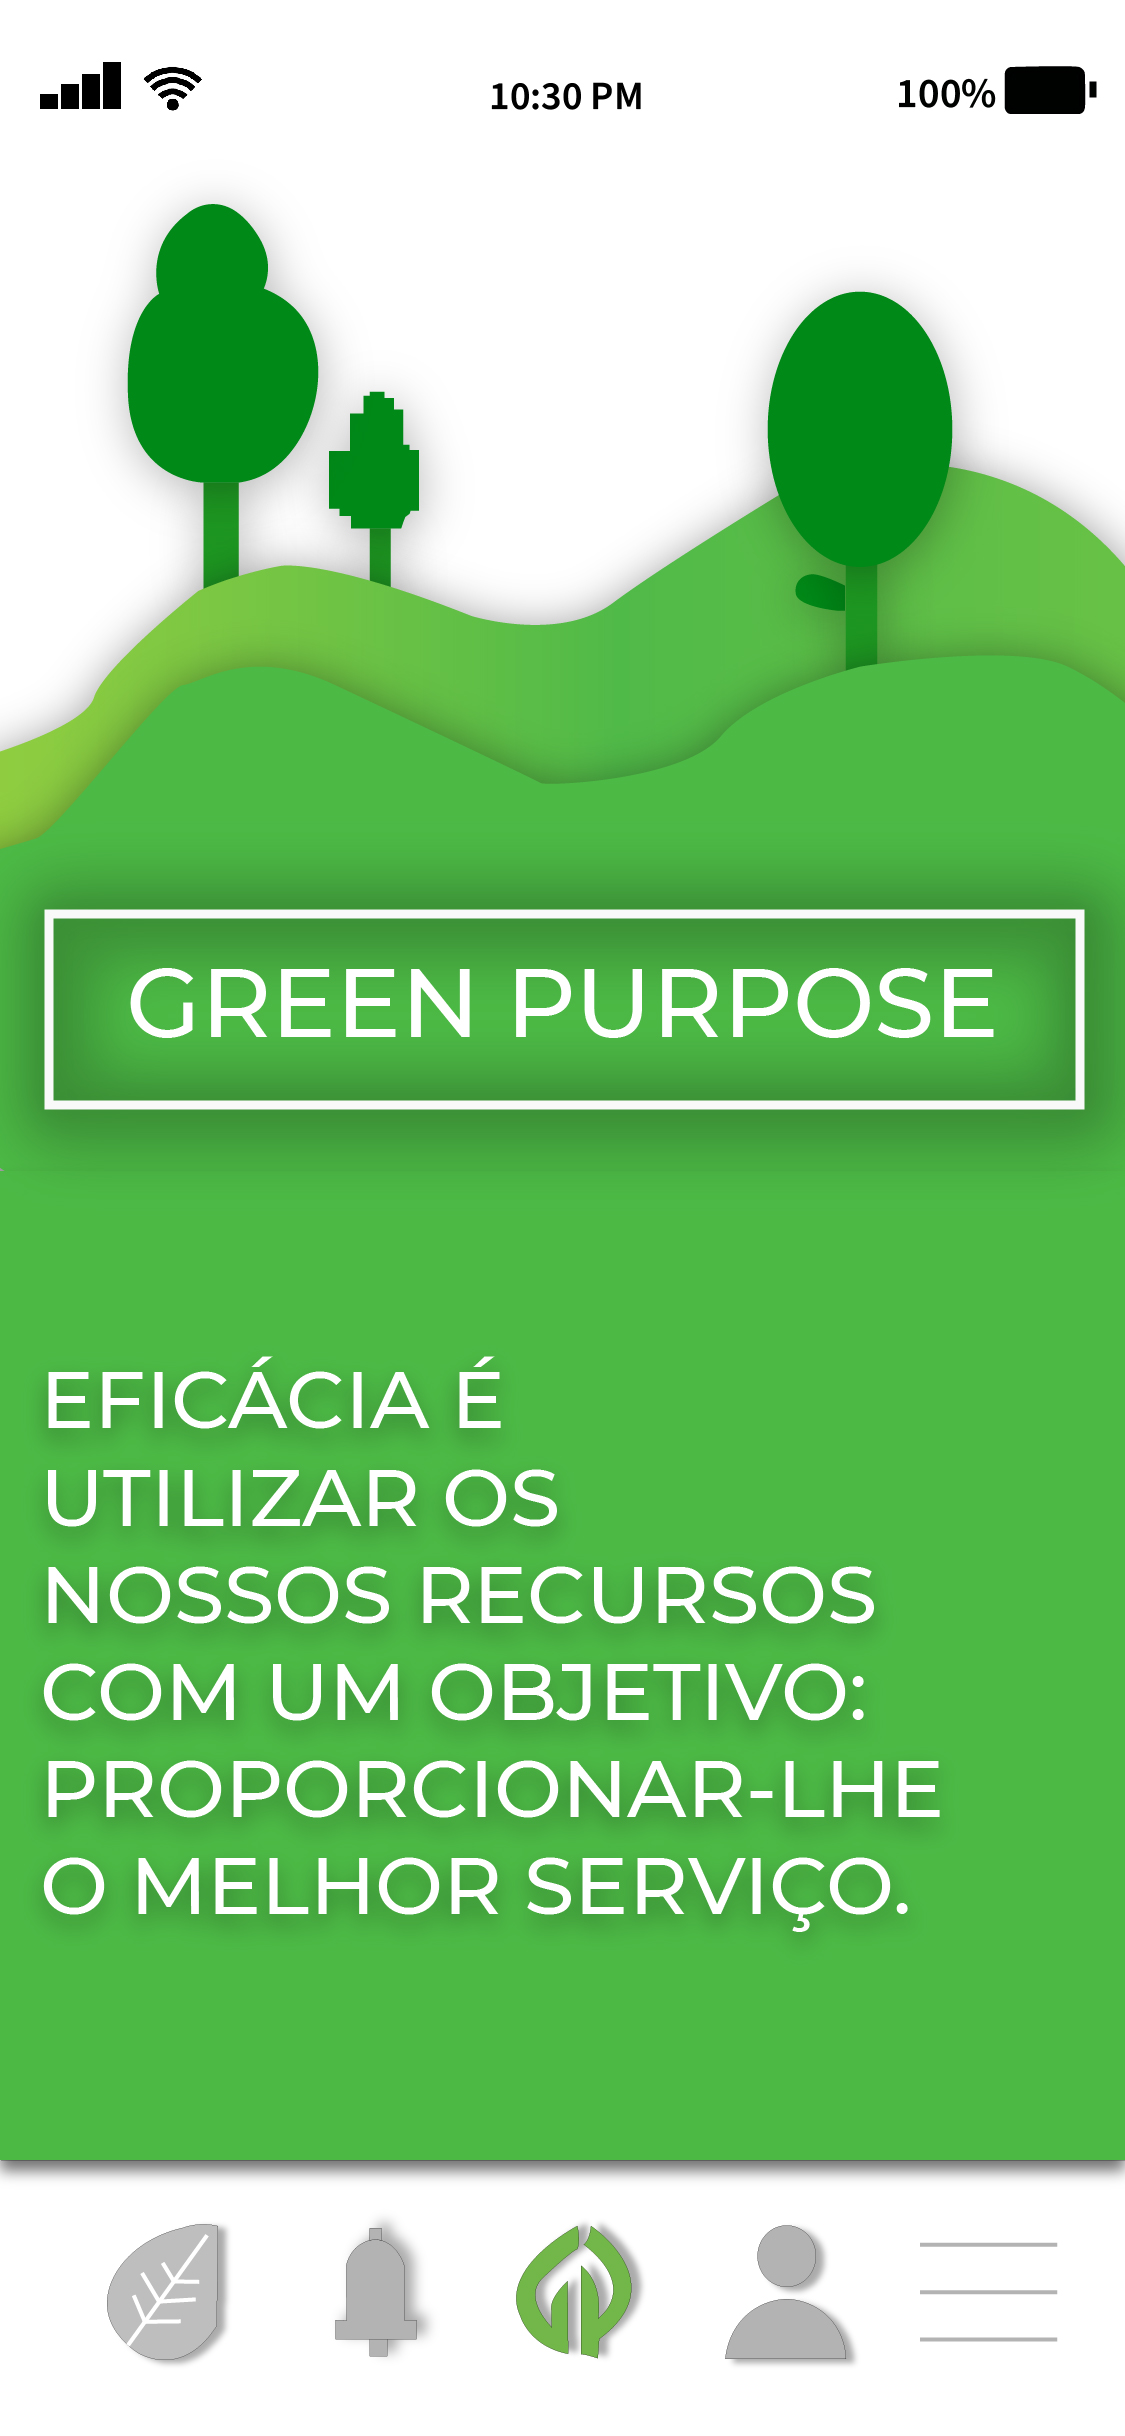 10:30 PM
100%
GREEN PURPOSE
EFICÁCIA É
UTILIZAR OS
NOSSOS RECURSOS
COM UM OBJETIVO:
PROPORCIONAR-LHE
O MELHOR SERVIÇO.